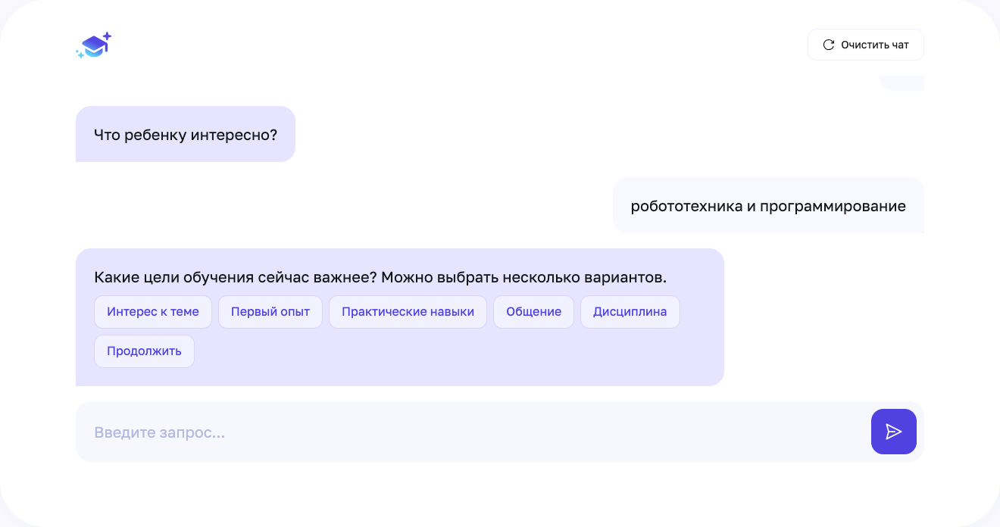 Очистить чат
Что ребенку интересно?
робототехника и программирование
Какие цели обучения сейчас важнее? Можно выбрать несколько вариантов.
Интерес к теме Первый опыт Практические навыки Общение Дисциплина
Продолжить
Введите запрос...